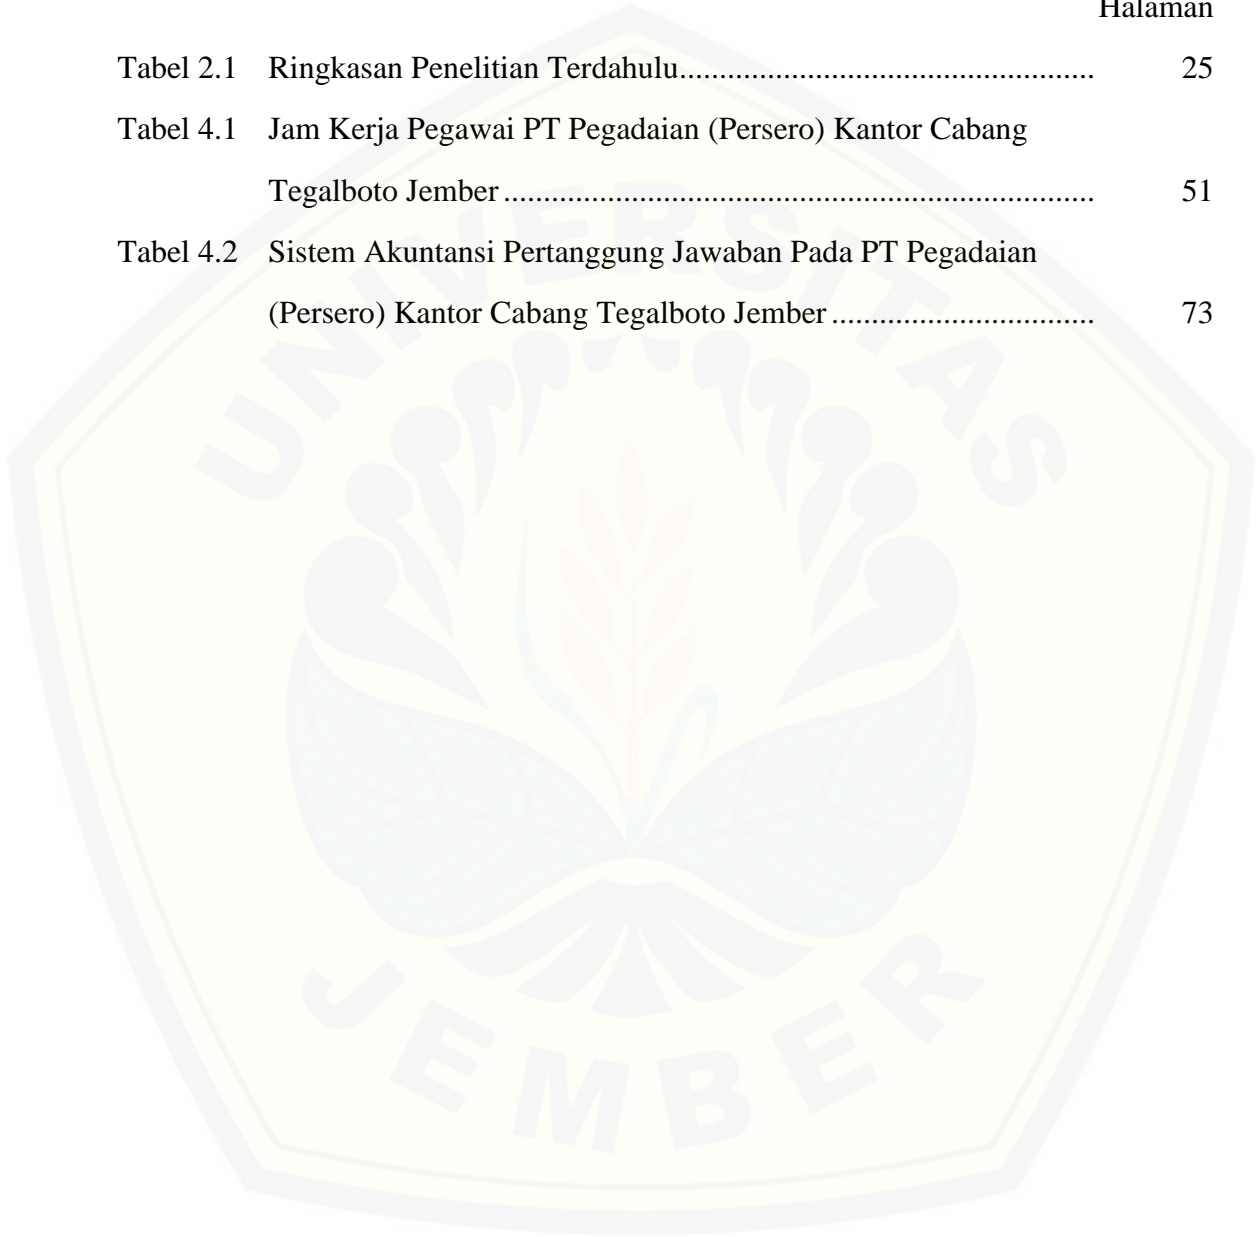 Halaman
Tabel 2.1 Ringkasan Penelitian Terdahulu.................................................... 25
Tabel 4.1 Jam Kerja Pegawai PT Pegadaian (Persero) Kantor Cabang
Tegalboto Jember.......................................................................... 51
Tabel 4.2 Sistem Akuntansi Pertanggung Jawaban Pada PT Pegadaian
(Persero) Kantor Cabang Tegalboto Jember................................. 73
UNIVERSITAS
JEMBER